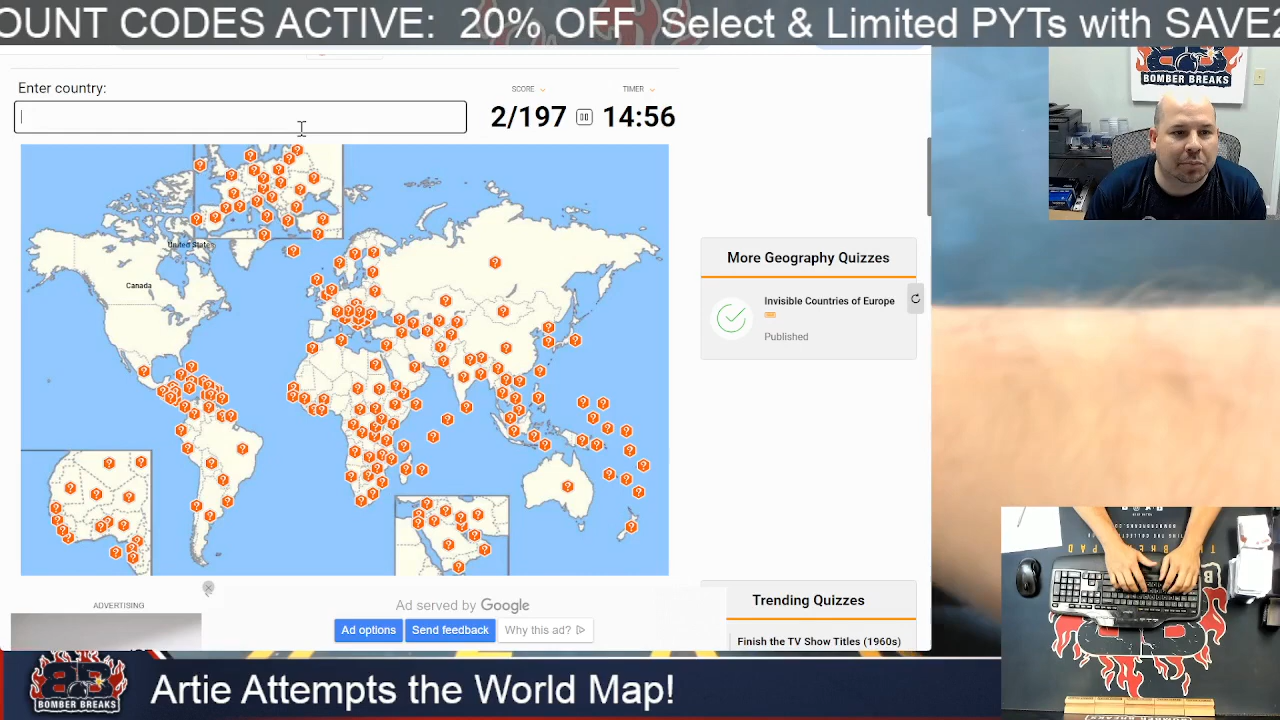 OUNT CODES ACTIVE:  20% OFF  Select & Limited PYTs with SAVE2
BOMBER BREAKS
Enter country:
SCORE
TIMER
2/197
14:56
United States
Canada
More Geography Quizzes
Invisible Countries of Europe
Published
ADVERTISING
Ad served by Google
Ad options
Send feedback
Why this ad?
Trending Quizzes
Finish the TV Show Titles (1960s)
BOMBER BREAKS
Artie Attempts the World Map!